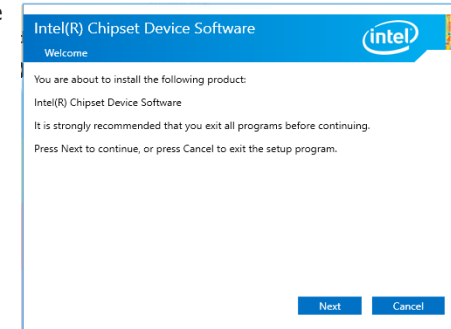 e
Intel(R) Chipset Device Software
intel
Welcome
You are about to install the following product:
Intel(R) Chipset Device Software
It is strongly recommended that you exit all programs before continuing.
Press Next to continue, or press Cancel to exit the setup program.
Next Cancel